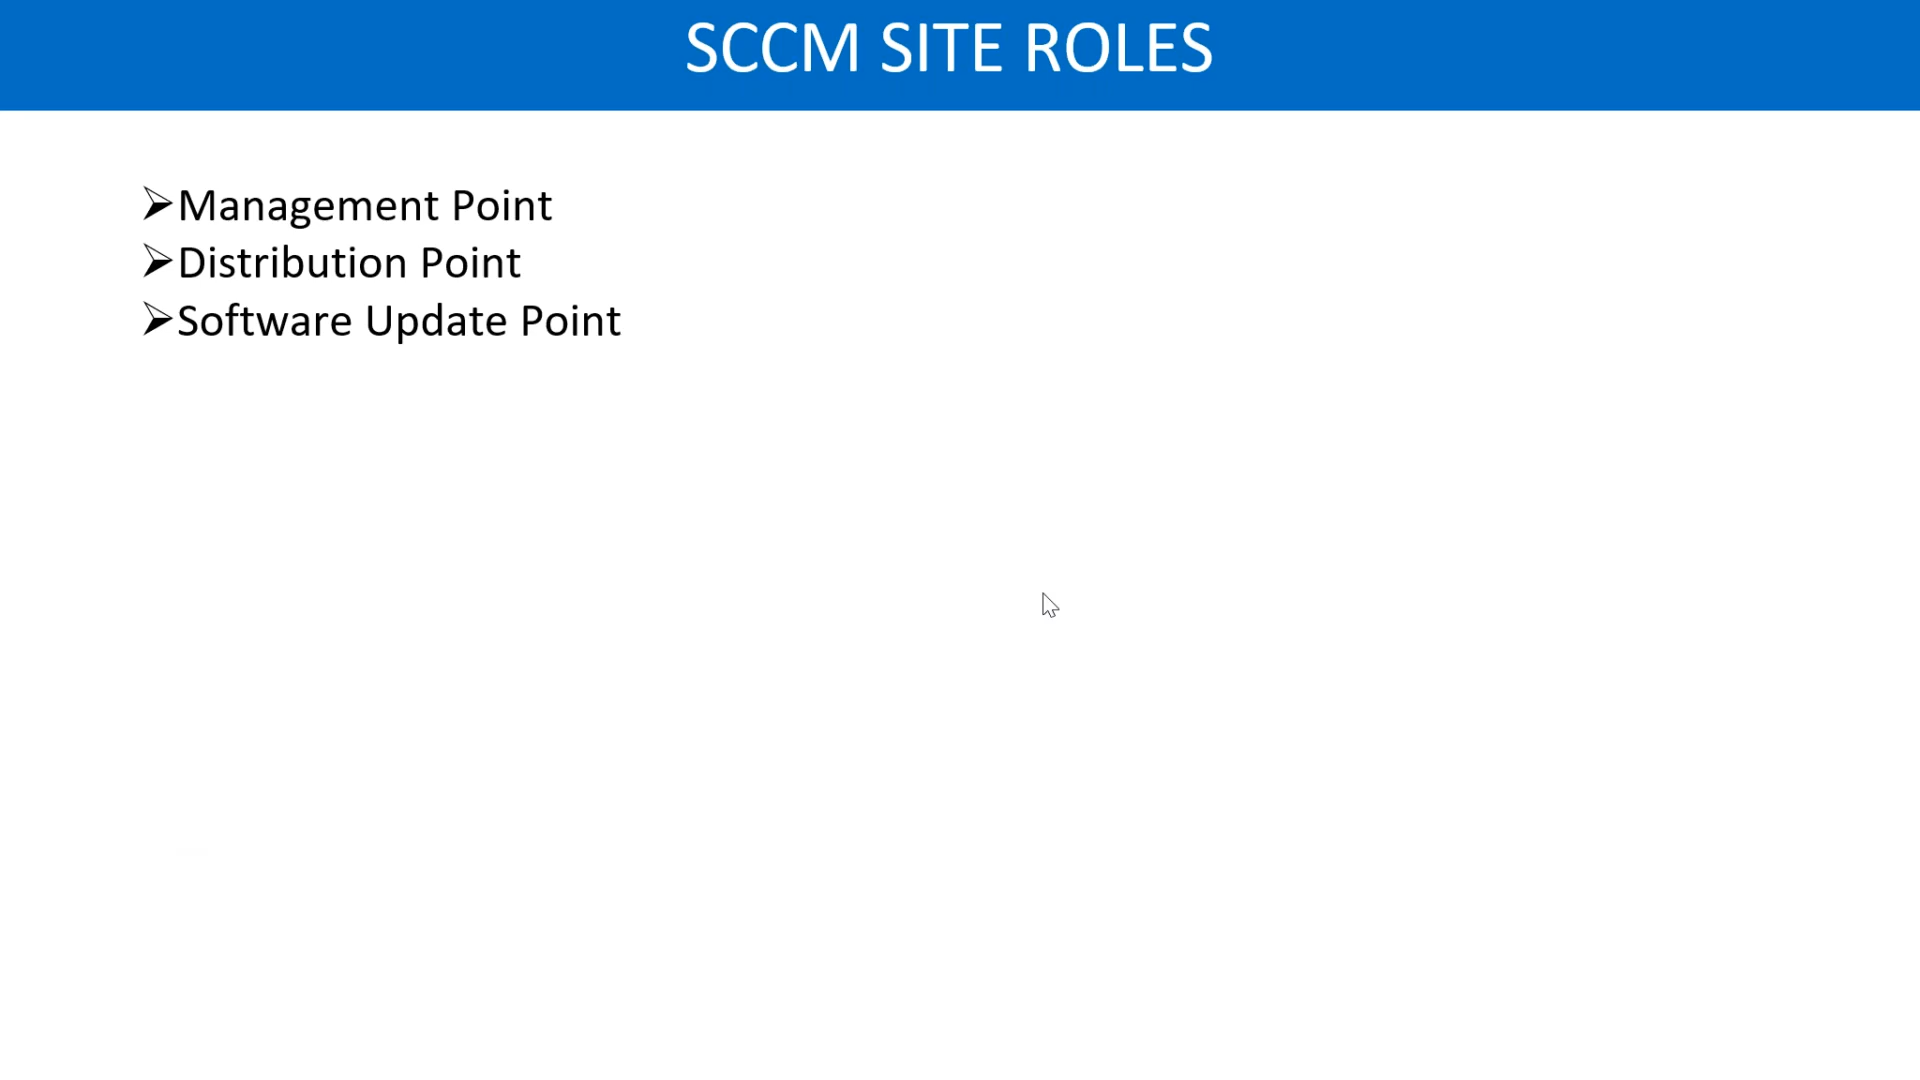 SCCM SITE ROLES
➢Management Point
➢Distribution Point
➢Software Update Point